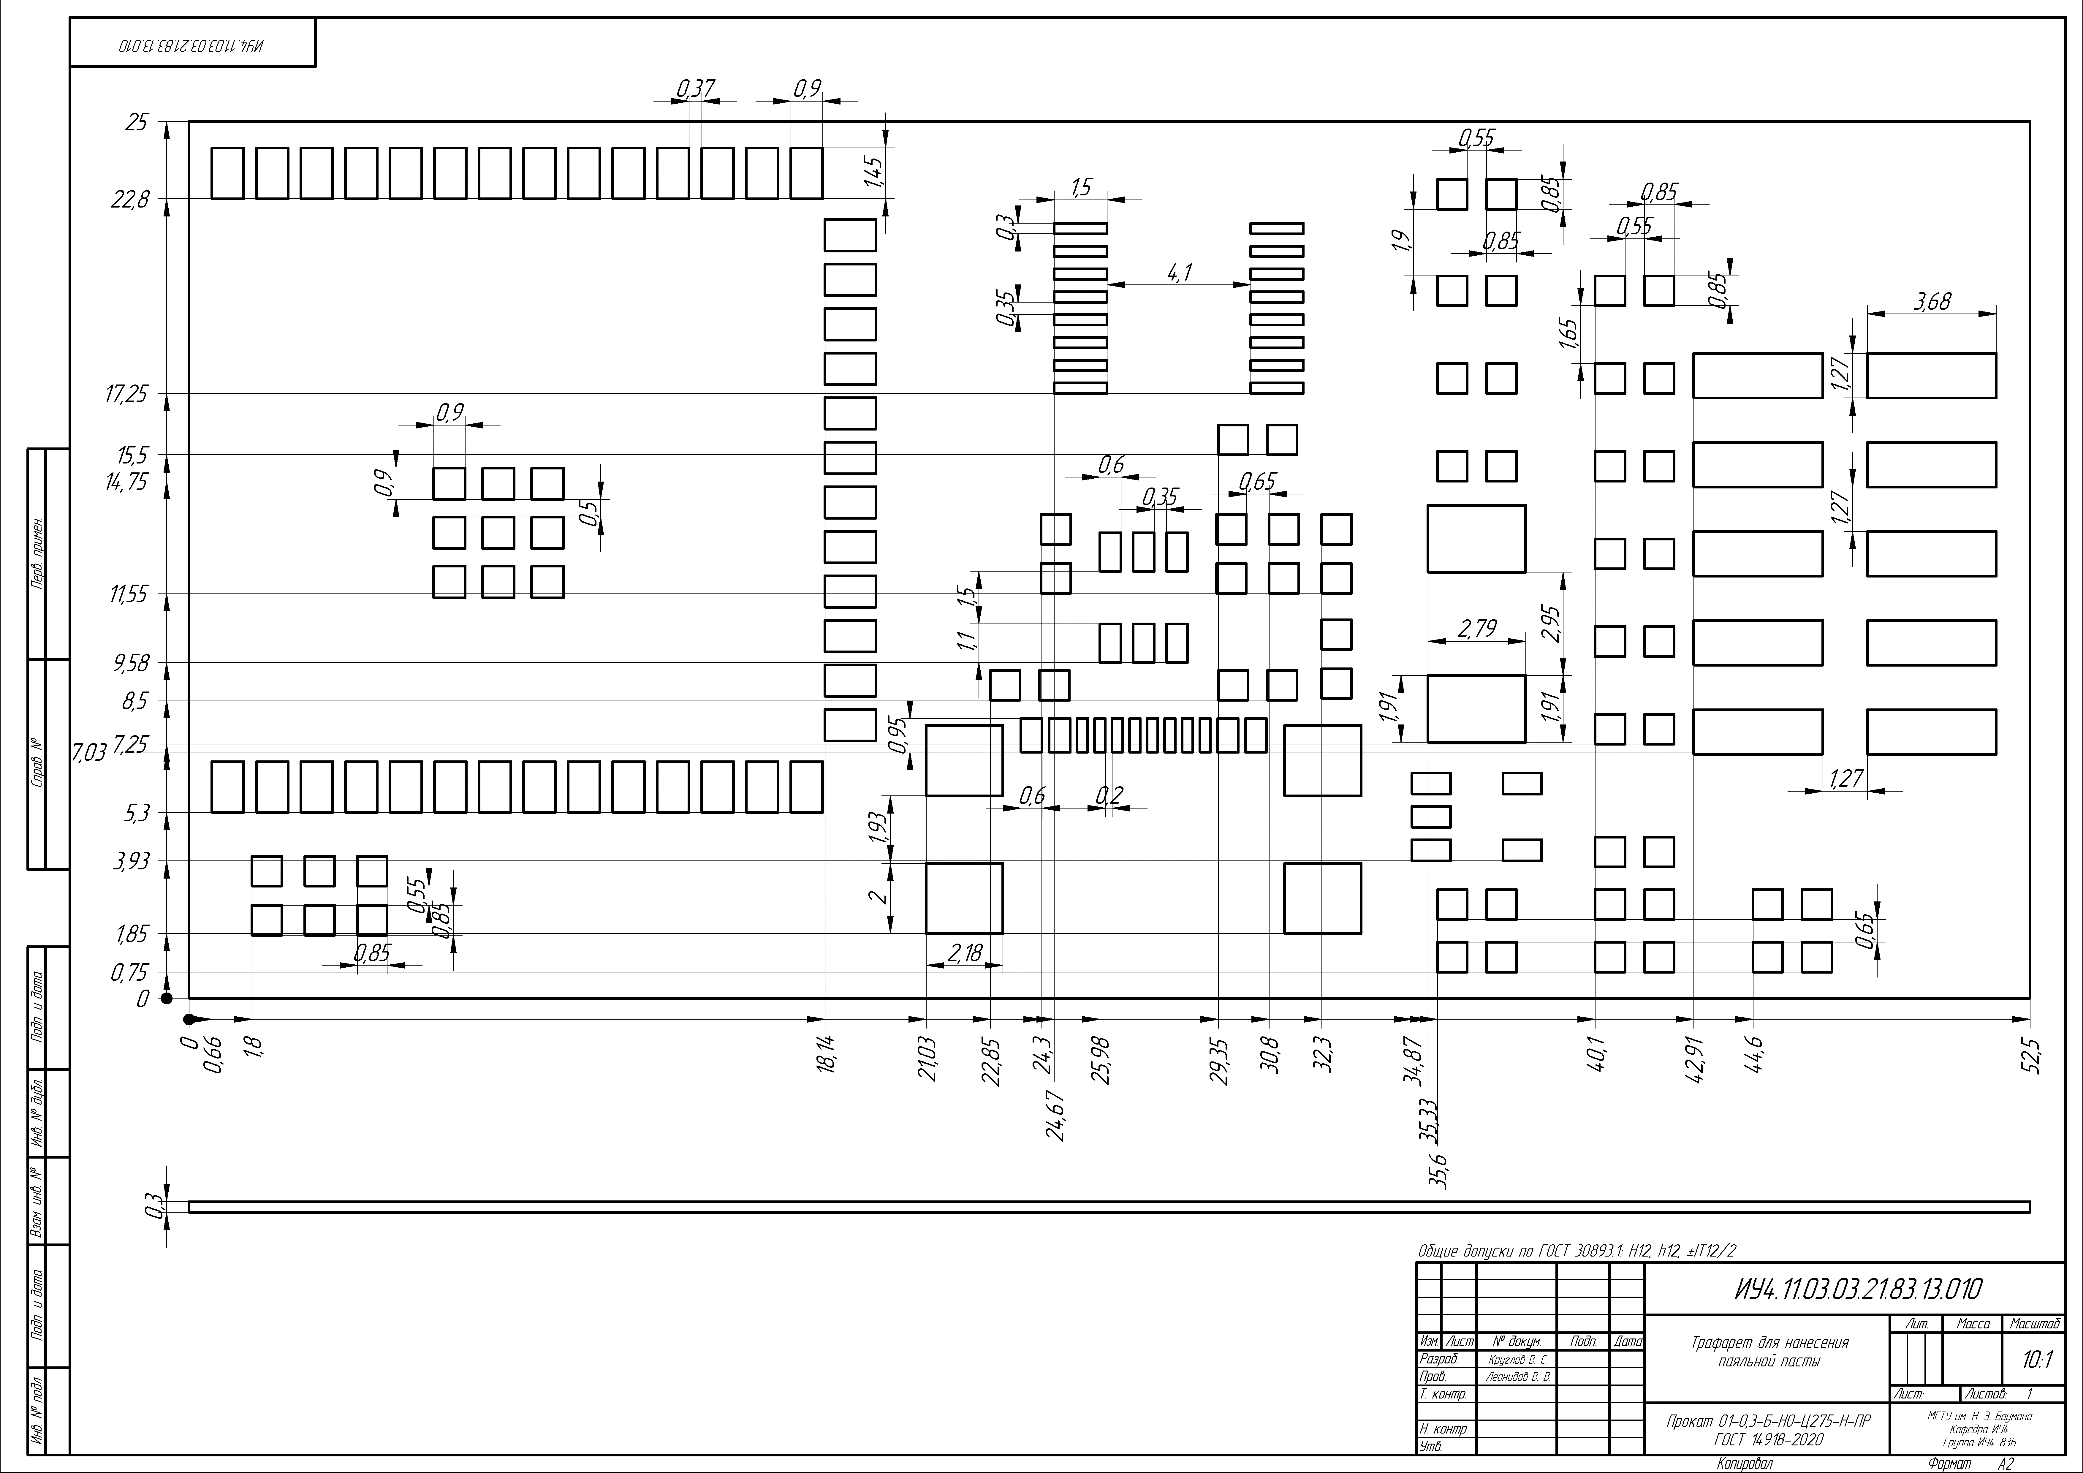 ИУ4.11.03.03.21.83.13.010
0,37
0,9
25
1,45
22,8
0,55
0,85
1,9
0,85
0,85
0,55
0,85
1,65
1,5
0,3
4,1
0,35
3,68
1,27
1,27
17,25
0,9
15,5
14,75
0,9
0,5
0,6
0,35
0,65
11,55
1,5
1,1
2,79
2,95
9,58
8,5
1,91
1,91
0,95
7,25
7,03
0,6
0,2
1,27
5,3
1,93
3,93
0,55
0,85
2
1,85
0,85
2,18
0,65
0,75
0
0
0,66
1,8
18,14
21,03
22,85
24,3
24,67
25,98
29,35
30,8
32,3
34,87
35,33
35,6
40,1
42,91
44,6
52,5
0,3
Перв. примен.
Справ. №
Подп. и дата
Инв. № дубл.
Взам. инв. №
Подп. и дата
Инв. № подл.
Общие допуски по ГОСТ 30893.1: H12, h12, ±IT12/2
ИУ4.11.03.03.21.83.13.010
Изм. Лист № докум. Подп. Дата
Разраб. Круглов В. С.
Пров. Леонидов В. В.
Т. контр.
Н. контр.
Утв.
Трафарет для нанесения
паяльной пасты
Лит. Масса Масштаб
10:1
Лист: Листов: 1
Прокат 01-0,3-Б-НО-Ц275-Н-ПР
ГОСТ 14918-2020
МГТУ им. Н. Э. Баумана
Кафедра ИУ4
Группа ИУ4-83Б
Копировал Формат А2